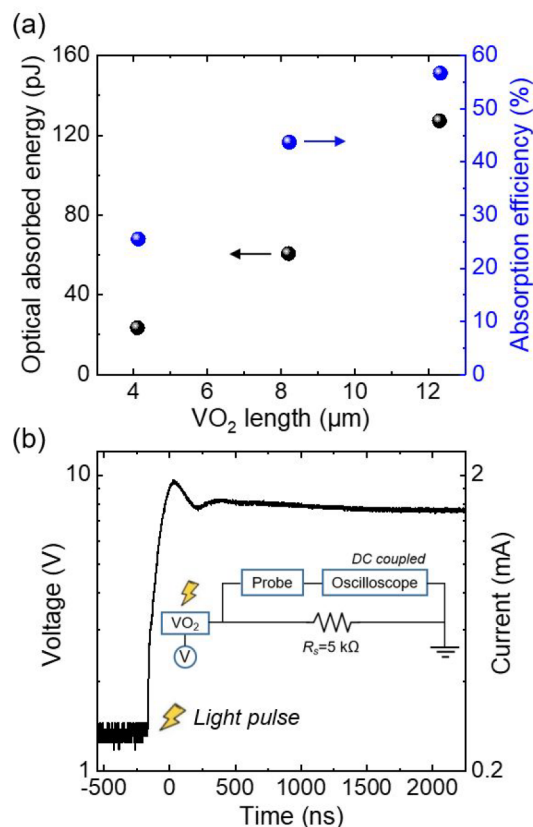 (a)
160
120
80
40
0
Optical absorbed energy (pJ)
60
50
40
30
20
10
0
Absorption efficiency (%)
4 6 8 10 12
VO₂ length (µm)
(b)
10
1
Voltage (V)
2
0.2
Current (mA)
DC coupled
Probe
Oscilloscope
VO₂
V
Rₛ=5 kΩ
Light pulse
-500 0 500 1000 1500 2000
Time (ns)